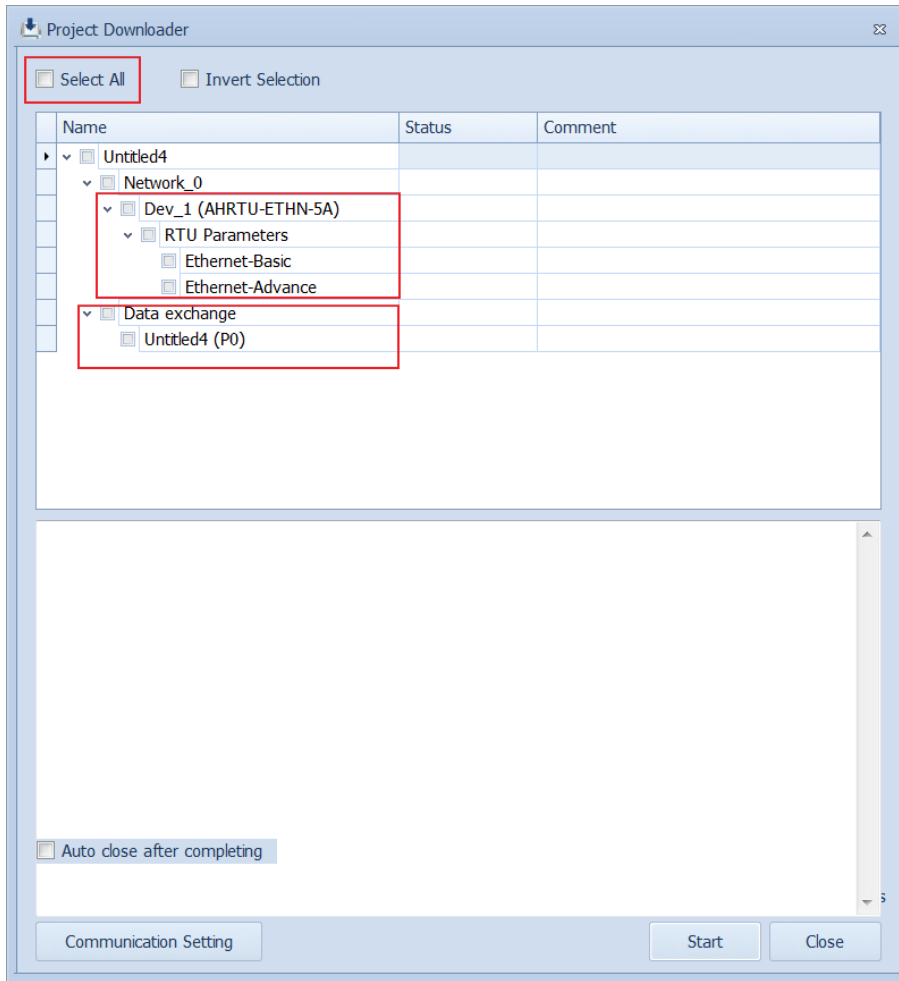 Project Downloader
Select All Invert Selection
Name Status Comment
Untitled4
Network_0
Dev_1 (AHRTU-ETHN-5A)
RTU Parameters
Ethernet-Basic
Ethernet-Advance
Data exchange
Untitled4 (P0)
Auto close after completing
s
Communication Setting Start Close